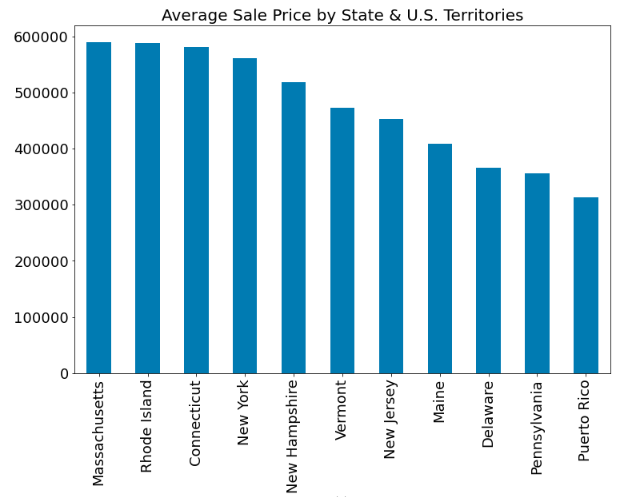 Average Sale Price by State & U.S. Territories
600000
500000
400000
300000
200000
100000
0
Massachusetts
Rhode Island
Connecticut
New York
New Hampshire
Vermont
New Jersey
Maine
Delaware
Pennsylvania
Puerto Rico